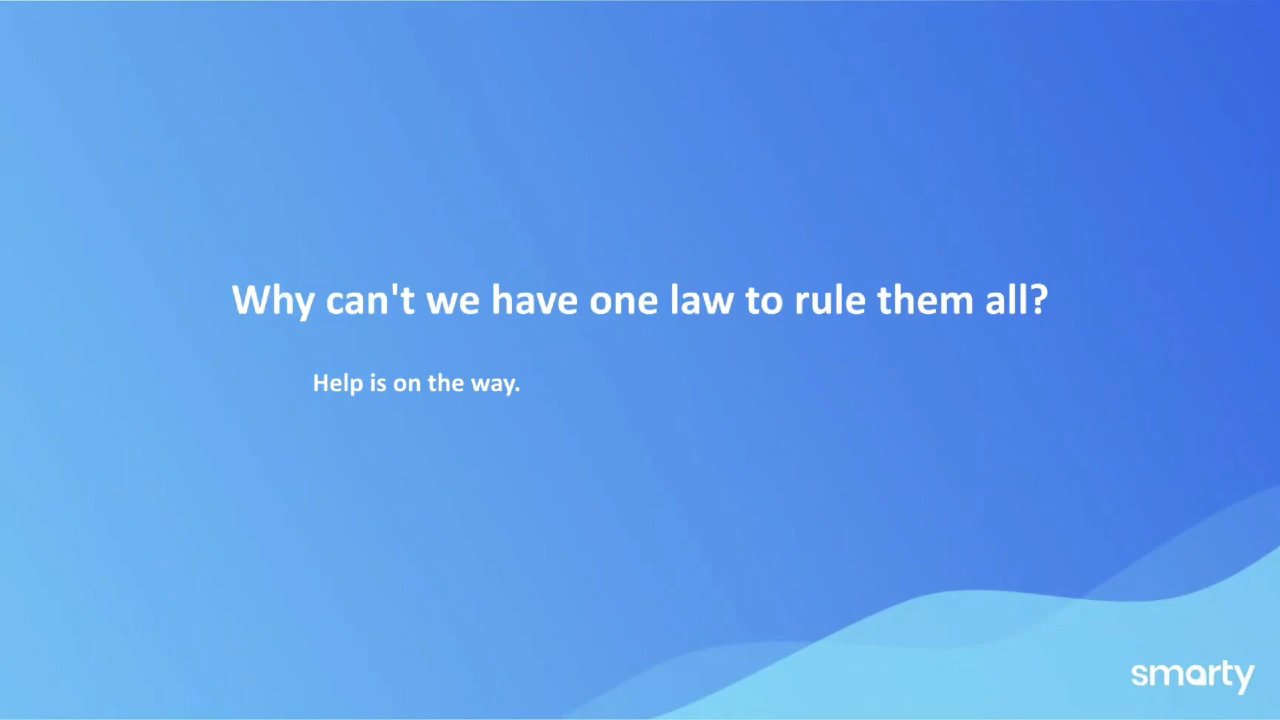 Why can't we have one law to rule them all?
Help is on the way.
smarty